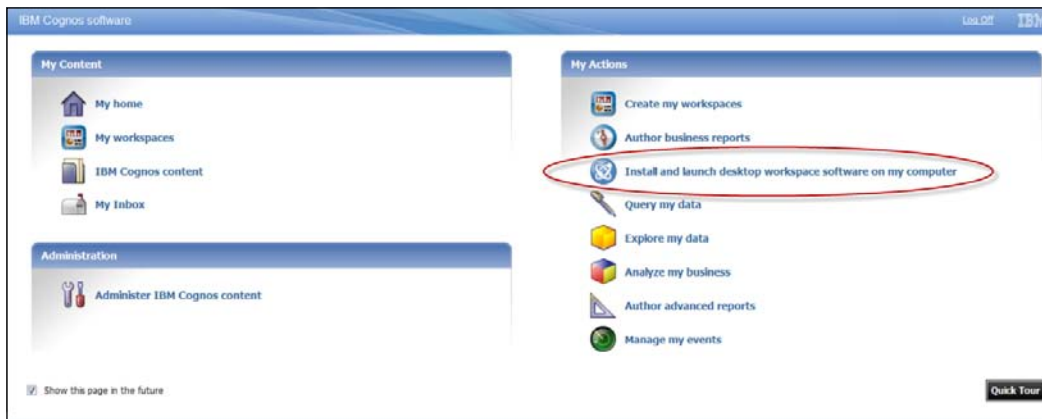 IBM Cognos software
Log Off
IBM
My Content
My home
My workspaces
IBM Cognos content
My Inbox
Administration
Administer IBM Cognos content
My Actions
Create my workspaces
Author business reports
Install and launch desktop workspace software on my computer
Query my data
Explore my data
Analyze my business
Author advanced reports
Manage my events
Show this page in the future
Quick Tour